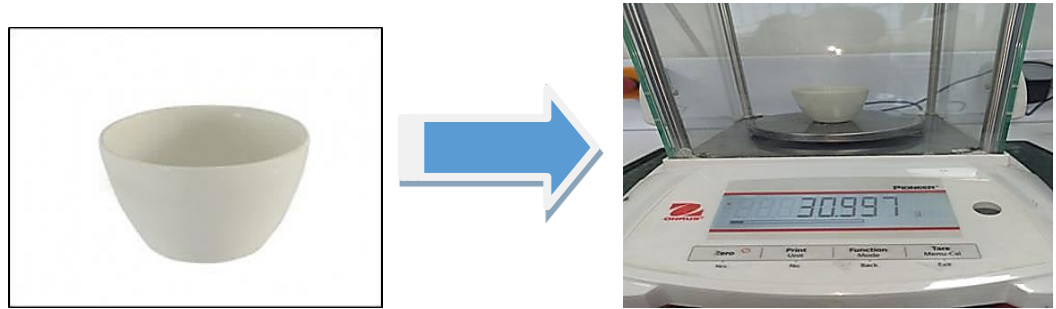 PIONEER
30.997 g
OHAUS
Zero Print Function Tare
Unit Mode Menu-Cal
Yes No Back Exit